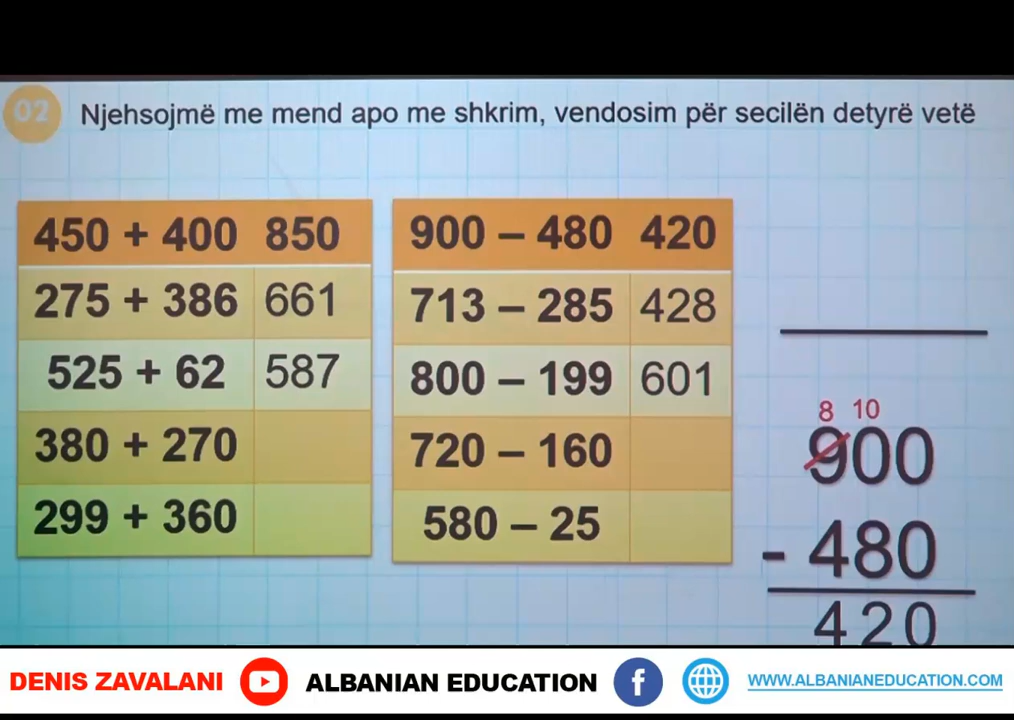 02 Njehsojmë me mend apo me shkrim, vendosim për secilën detyrë vetë
450 + 400 850
275 + 386 661
525 + 62 587
380 + 270
299 + 360
900 – 480 420
713 – 285 428
800 – 199 601
720 – 160
580 – 25
8 10
900
- 480
420
DENIS ZAVALANI ALBANIAN EDUCATION f WWW.ALBANIANEDUCATION.COM